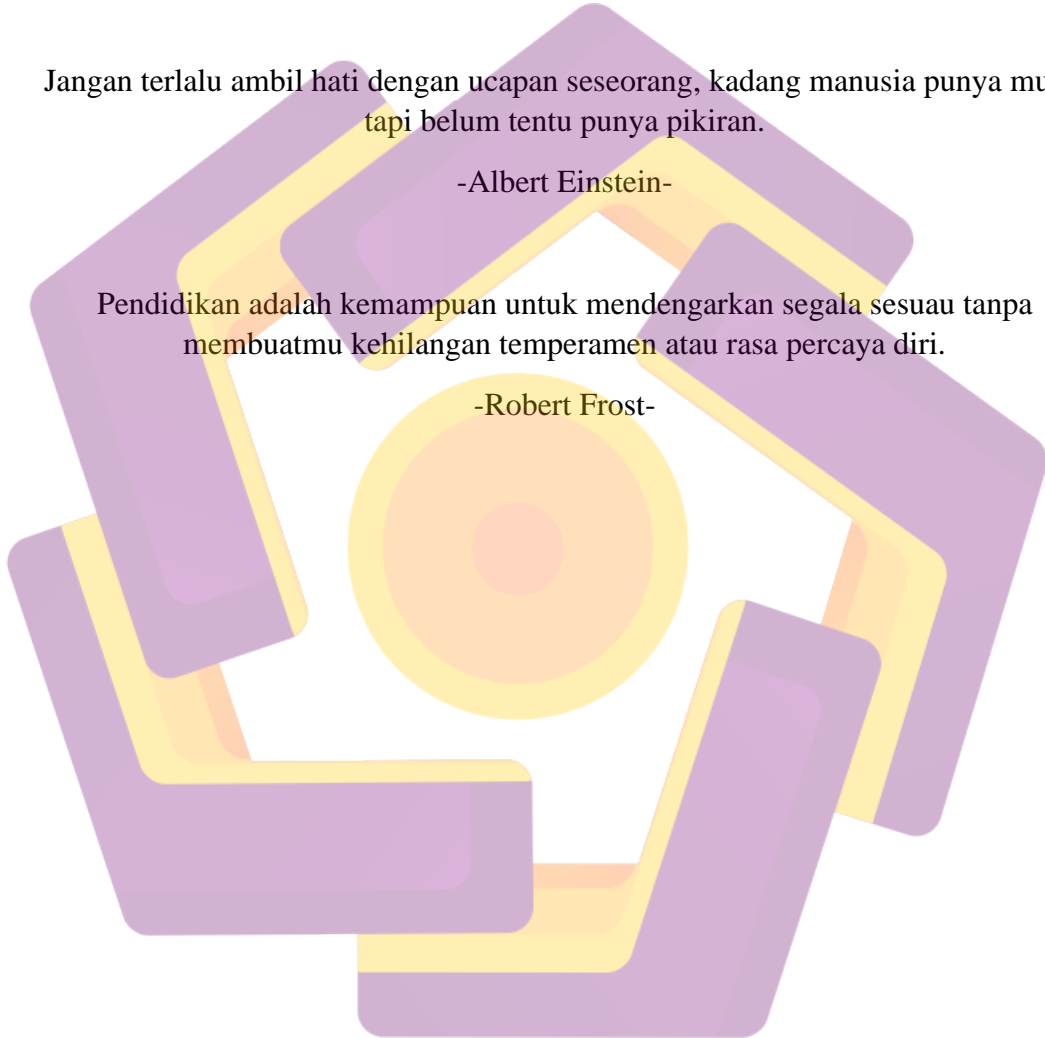 Jangan terlalu ambil hati dengan ucapan seseorang, kadang manusia punya mu
tapi belum tentu punya pikiran.
-Albert Einstein-
Pendidikan adalah kemampuan untuk mendengarkan segala sesuau tanpa
membuatmu kehilangan temperamen atau rasa percaya diri.
-Robert Frost-